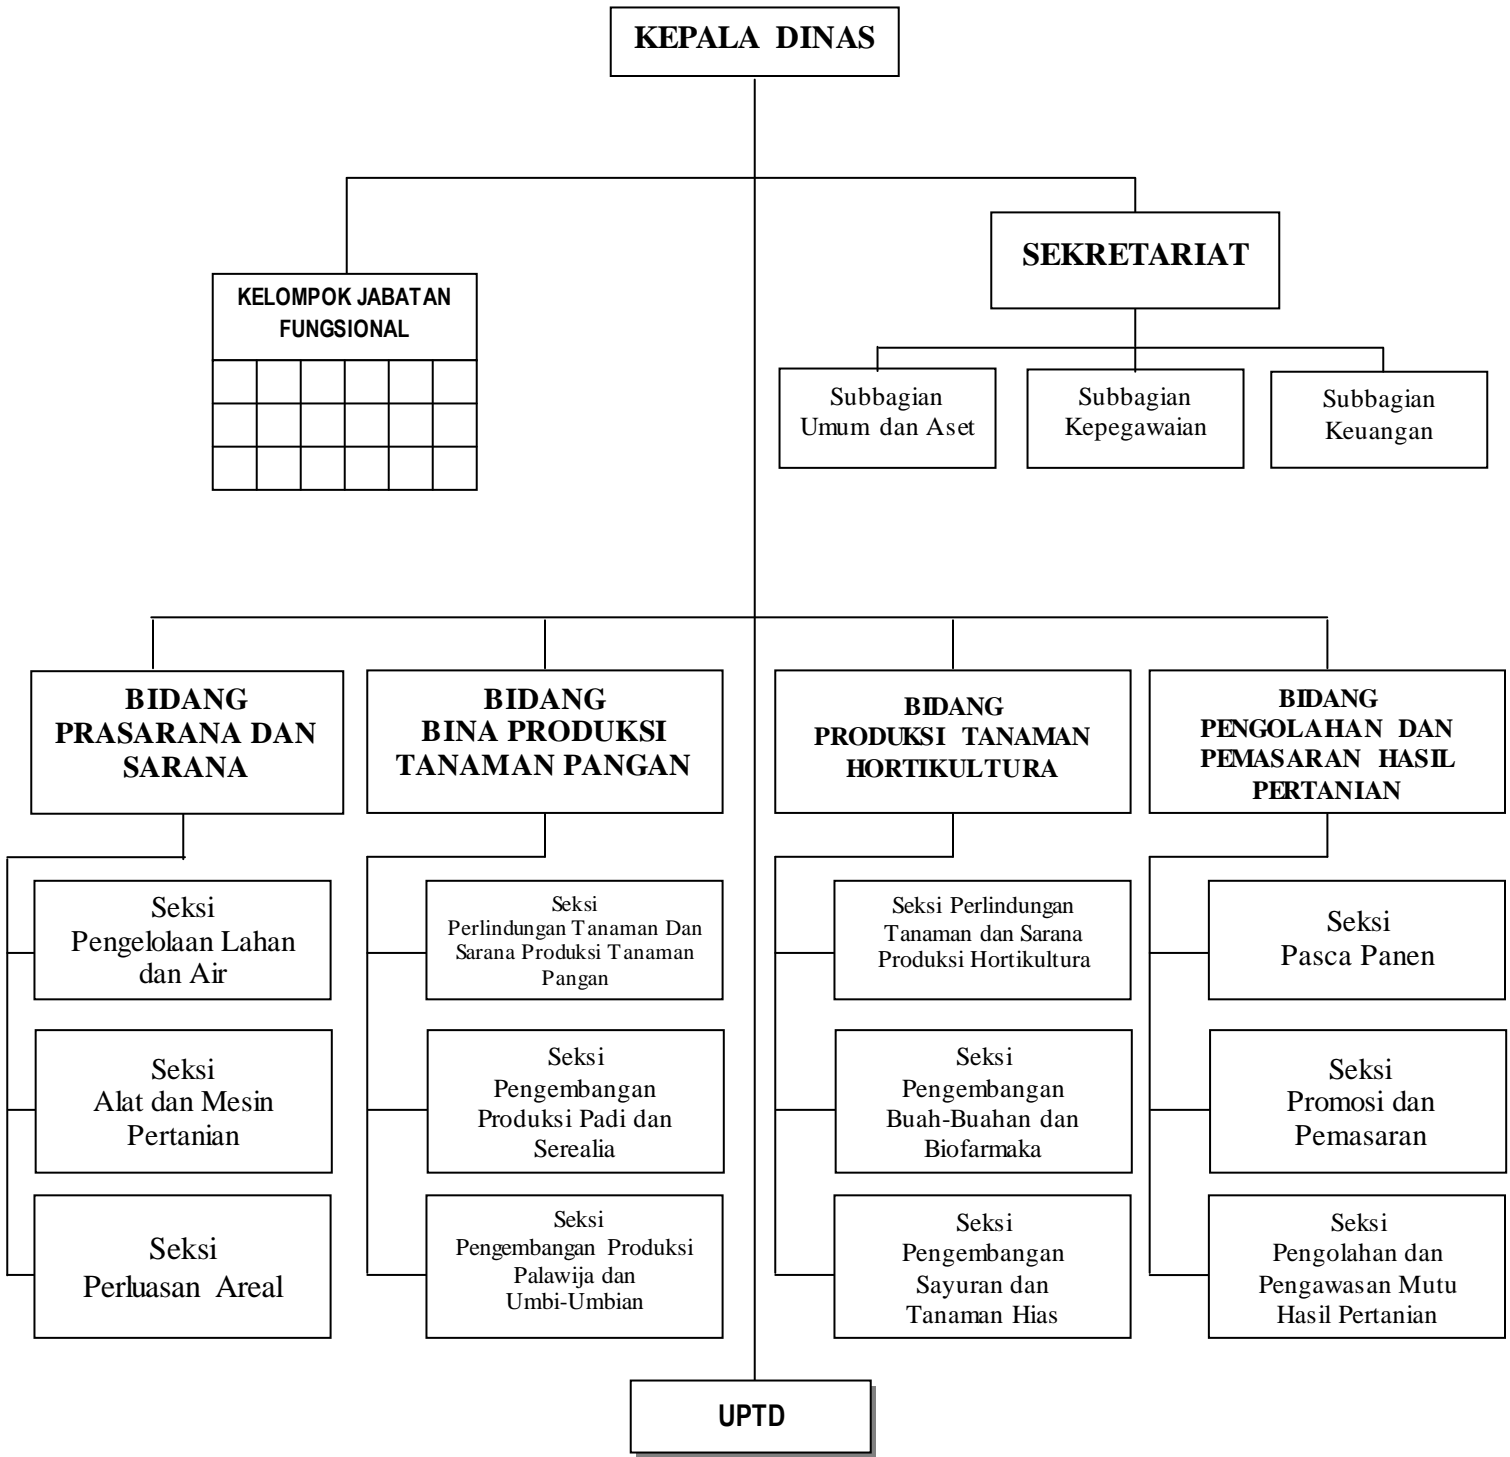 KEPALA DINAS
SEKRETARIAT
KELOMPOK JABATAN
FUNGSIONAL
Subbagian
Umum dan Aset
Subbagian
Kepegawaian
Subbagian
Keuangan
BIDANG
PRASARANA DAN
SARANA
BIDANG
BINA PRODUKSI
TANAMAN PANGAN
BIDANG
PRODUKSI TANAMAN
HORTIKULTURA
BIDANG
PENGOLAHAN DAN
PEMASARAN HASIL
PERTANIAN
Seksi
Pengelolaan Lahan
dan Air
Seksi
Perlindungan Tanaman Dan
Sarana Produksi Tanaman
Pangan
Seksi Perlindungan
Tanaman dan Sarana
Produksi Hortikultura
Seksi
Pasca Panen
Seksi
Alat dan Mesin
Pertanian
Seksi
Pengembangan
Produksi Padi dan
Serealia
Seksi
Pengembangan
Buah-Buahan dan
Biofarmaka
Seksi
Promosi dan
Pemasaran
Seksi
Perluasan Areal
Seksi
Pengembangan Produksi
Palawija dan
Umbi-Umbian
Seksi
Pengembangan
Sayuran dan
Tanaman Hias
Seksi
Pengolahan dan
Pengawasan Mutu
Hasil Pertanian
UPTD